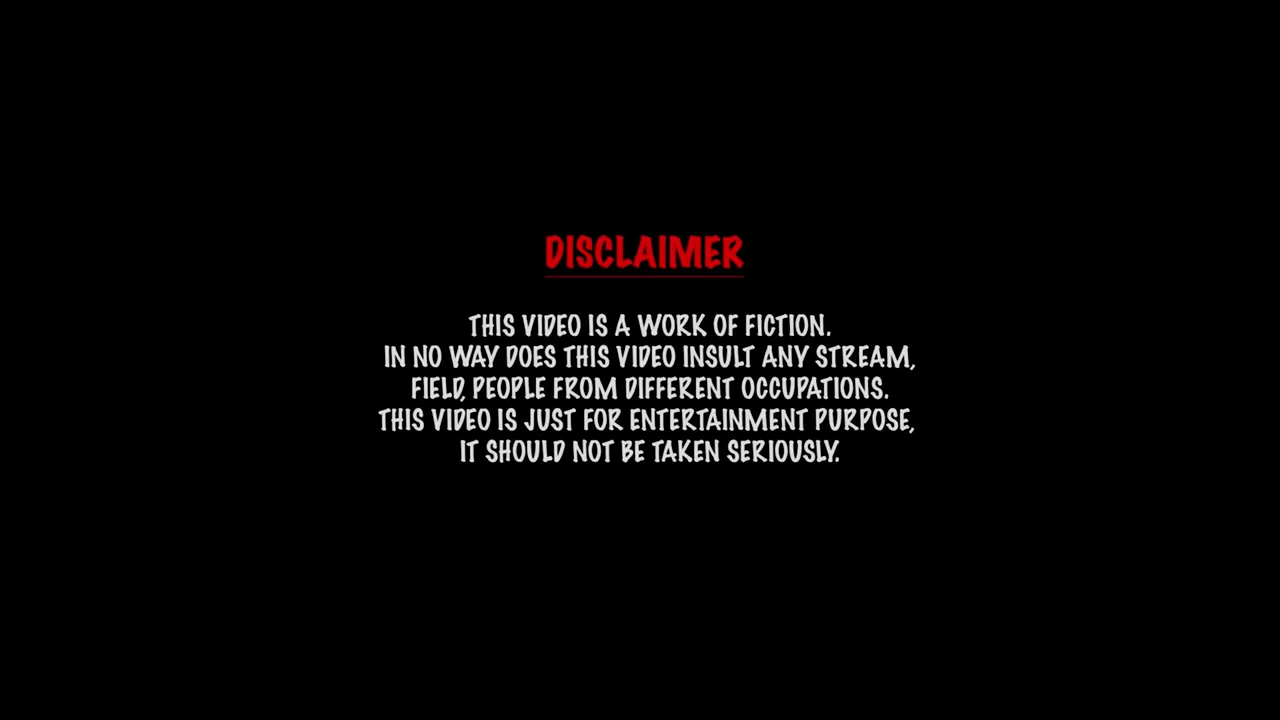 DISCLAIMER
THIS VIDEO IS A WORK OF FICTION.
IN NO WAY DOES THIS VIDEO INSULT ANY STREAM,
FIELD, PEOPLE FROM DIFFERENT OCCUPATIONS.
THIS VIDEO IS JUST FOR ENTERTAINMENT PURPOSE,
IT SHOULD NOT BE TAKEN SERIOUSLY.